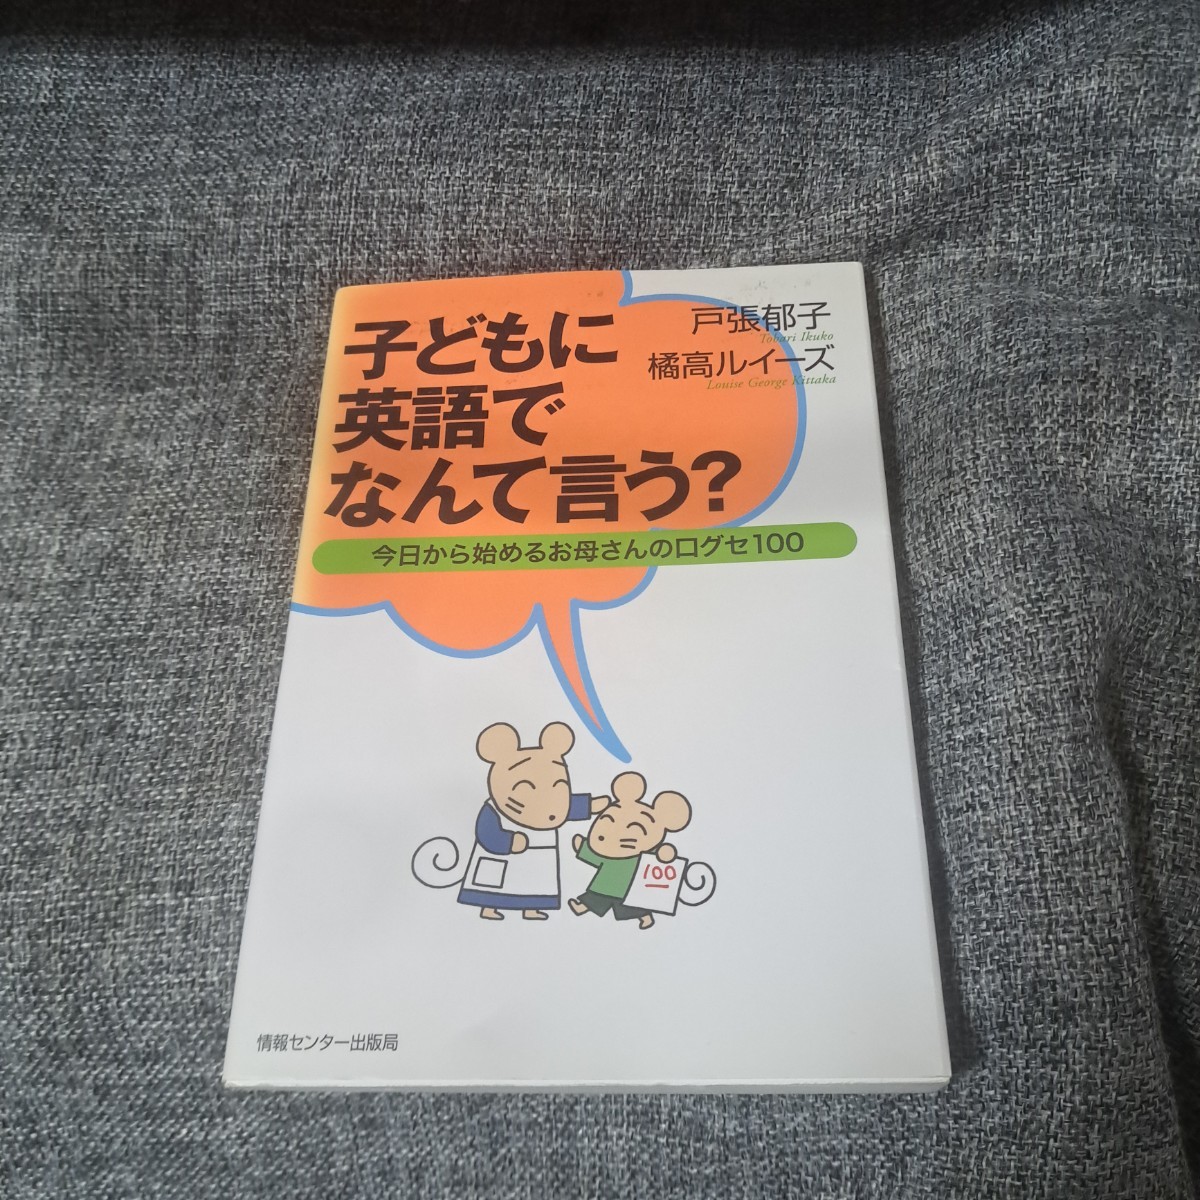 子どもに
英語で
なんて言う?
戸張郁子
Tobari Ikuko
橘高ルイーズ
Louise George Kittaka
今日から始めるお母さんの口グセ100
100
情報センター出版局